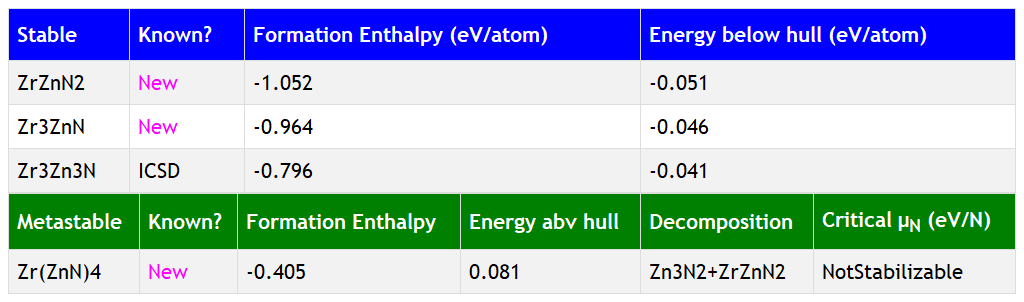 Stable Known? Formation Enthalpy (eV/atom) Energy below hull (eV/atom)
ZrZnN2 New -1.052 -0.051
Zr3ZnN New -0.964 -0.046
Zr3Zn3N ICSD -0.796 -0.041
Metastable Known? Formation Enthalpy Energy abv hull Decomposition Critical μN (eV/N)
Zr(ZnN)4 New -0.405 0.081 Zn3N2+ZrZnN2 NotStabilizable